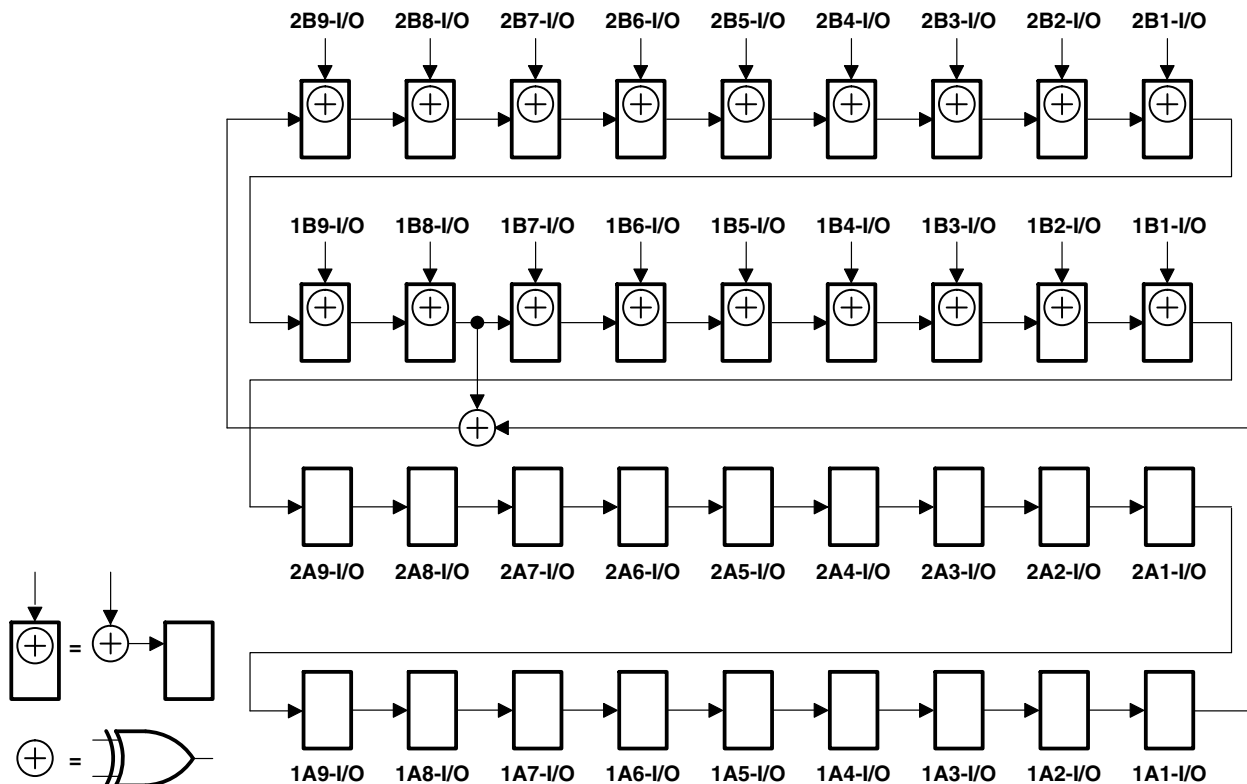 2B9-I/O 2B8-I/O 2B7-I/O 2B6-I/O 2B5-I/O 2B4-I/O 2B3-I/O 2B2-I/O 2B1-I/O
1B9-I/O 1B8-I/O 1B7-I/O 1B6-I/O 1B5-I/O 1B4-I/O 1B3-I/O 1B2-I/O 1B1-I/O
2A9-I/O 2A8-I/O 2A7-I/O 2A6-I/O 2A5-I/O 2A4-I/O 2A3-I/O 2A2-I/O 2A1-I/O
=
=
1A9-I/O 1A8-I/O 1A7-I/O 1A6-I/O 1A5-I/O 1A4-I/O 1A3-I/O 1A2-I/O 1A1-I/O